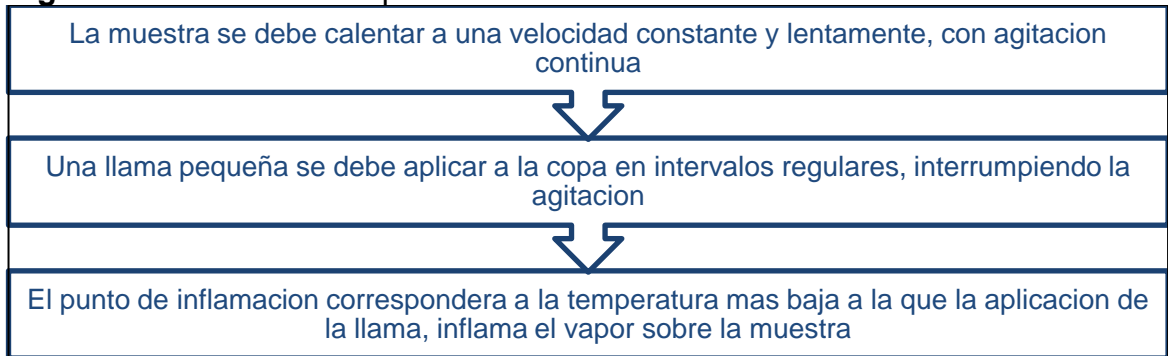 La muestra se debe calentar a una velocidad constante y lentamente, con agitacion
continua
Una llama pequeña se debe aplicar a la copa en intervalos regulares, interrumpiendo la
agitacion
El punto de inflamacion correspondera a la temperatura mas baja a la que la aplicacion de
la llama, inflama el vapor sobre la muestra